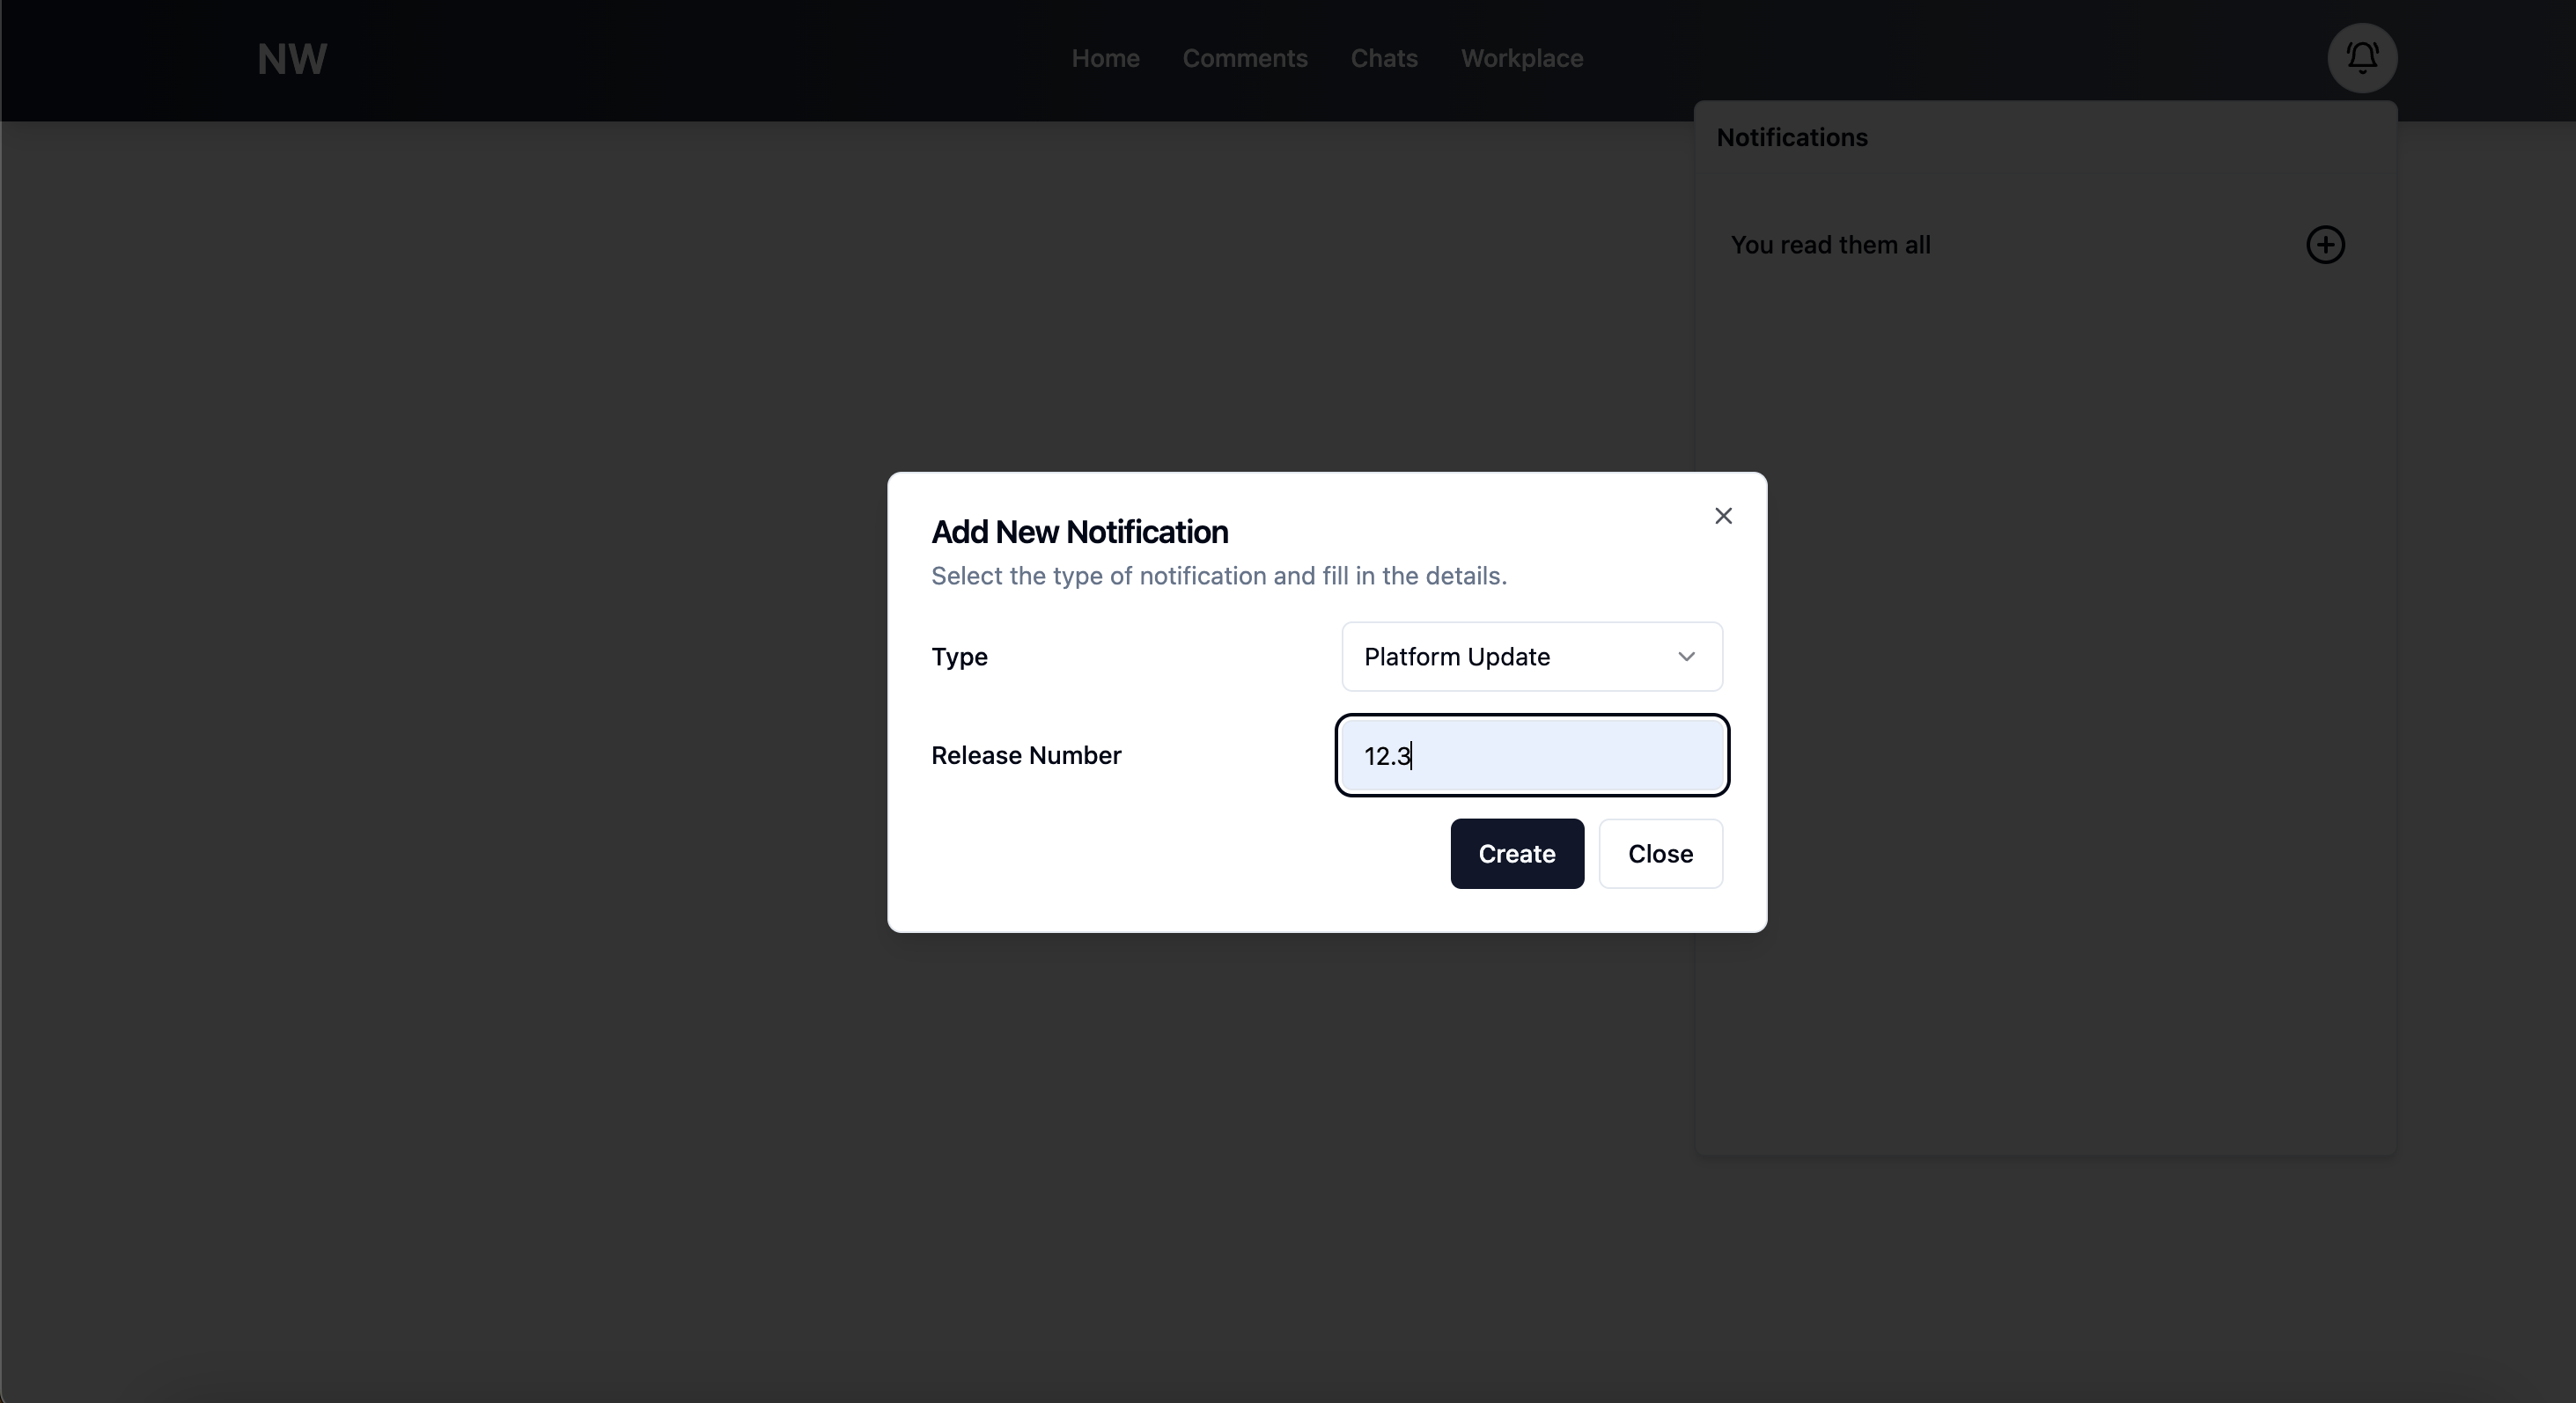 NW
Home Comments Chats Workplace
Notifications
You read them all
Add New Notification
Select the type of notification and fill in the details.
Type
Platform Update
Release Number
12.3
Create Close